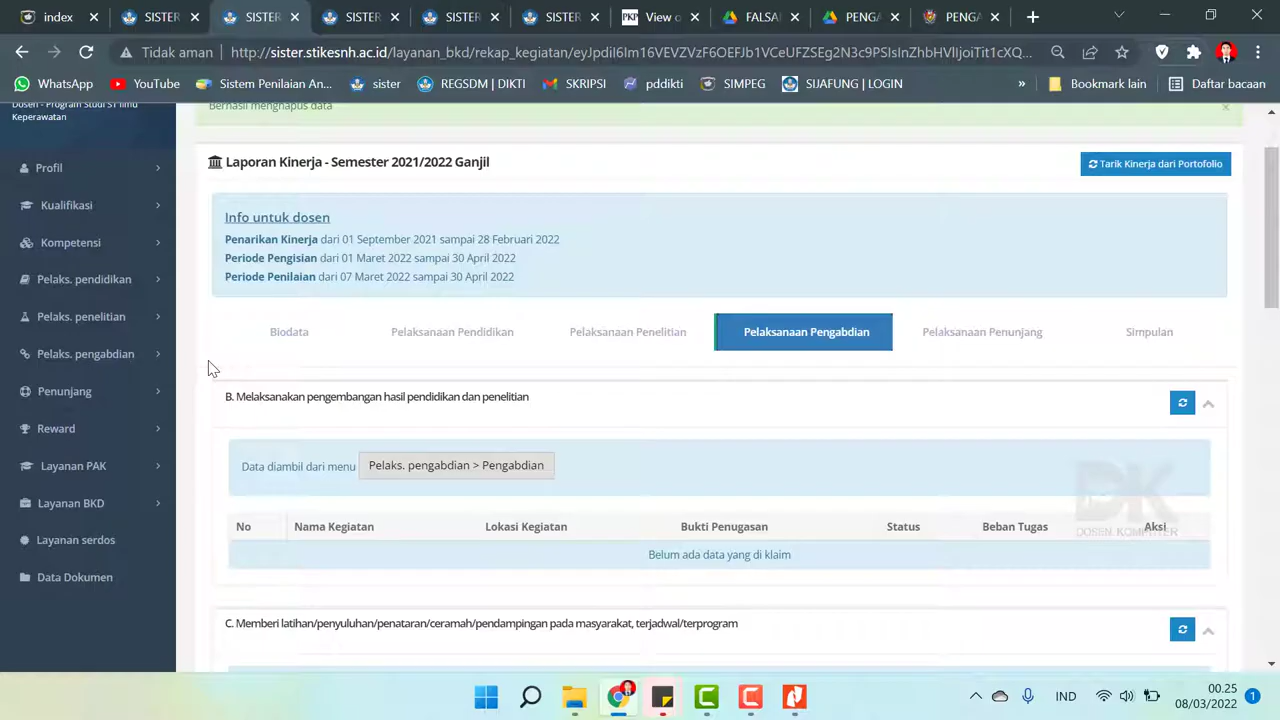 index
SISTER
SISTER
SISTER
SISTER
SISTER
PKP View o
FALSA
PENGA
PENGA
Tidak aman http://sister.stikesnh.ac.id/layanan_bkd/rekap_kegiatan/
WhatsApp YouTube Sistem Penilaian An... sister REGSDM | DIKTI SKRIPSI pddikti SIMPEG SIJAFUNG | LOGIN » Bookmark lain Daftar bacaan
Dosen - Program Studi S1 Ilmu
Keperawatan
Berhasil menghapus data
Profil
Kualifikasi
Kompetensi
Pelaks. pendidikan
Pelaks. penelitian
Pelaks. pengabdian
Penunjang
Reward
Layanan PAK
Layanan BKD
Layanan serdos
Data Dokumen
Laporan Kinerja - Semester 2021/2022 Ganjil
Tarik Kinerja dari Portofolio
Info untuk dosen
Penarikan Kinerja dari 01 September 2021 sampai 28 Februari 2022
Periode Pengisian dari 01 Maret 2022 sampai 30 April 2022
Periode Penilaian dari 07 Maret 2022 sampai 30 April 2022
Biodata Pelaksanaan Pendidikan Pelaksanaan Penelitian Pelaksanaan Pengabdian Pelaksanaan Penunjang Simpulan
B. Melaksanakan pengembangan hasil pendidikan dan penelitian
Data diambil dari menu Pelaks. pengabdian > Pengabdian
DK
DOSEN. KOMPUTER
No Nama Kegiatan Lokasi Kegiatan Bukti Penugasan Status Beban Tugas Aksi
Belum ada data yang di klaim
C. Memberi latihan/penyuluhan/penataran/ceramah/pendampingan pada masyarakat, terjadwal/terprogram
IND
00.25
08/03/2022
1